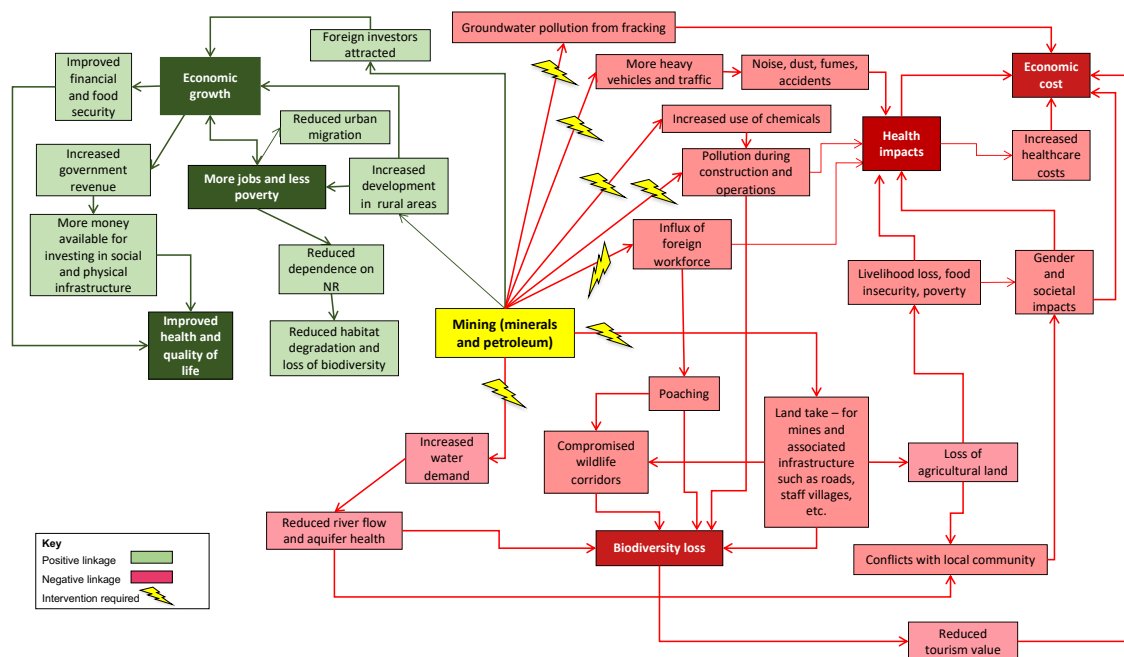 Groundwater pollution from fracking
Foreign investors
attracted
Improved
financial
and food
security
Economic
growth
More heavy
vehicles and traffic
Noise, dust, fumes,
accidents
Economic
cost
Reduced urban
migration
Increased use of chemicals
Health
impacts
Increased
healthcare
costs
Increased
government
revenue
More jobs and less
poverty
Increased
development
in rural areas
Pollution during
construction and
operations
More money
available for
investing in social
and physical
infrastructure
Reduced
dependence on
NR
Influx of
foreign
workforce
Livelihood loss, food
insecurity, poverty
Gender
and
societal
impacts
Improved
health and
quality of
life
Reduced habitat
degradation and
loss of biodiversity
Mining (minerals
and petroleum)
Poaching
Land take – for
mines and
associated
infrastructure
such as roads,
staff villages,
etc.
Increased
water
demand
Compromised
wildlife
corridors
Loss of
agricultural land
Reduced river flow
and aquifer health
Biodiversity loss
Conflicts with local community
Key
Positive linkage
Negative linkage
Intervention required
Reduced
tourism value